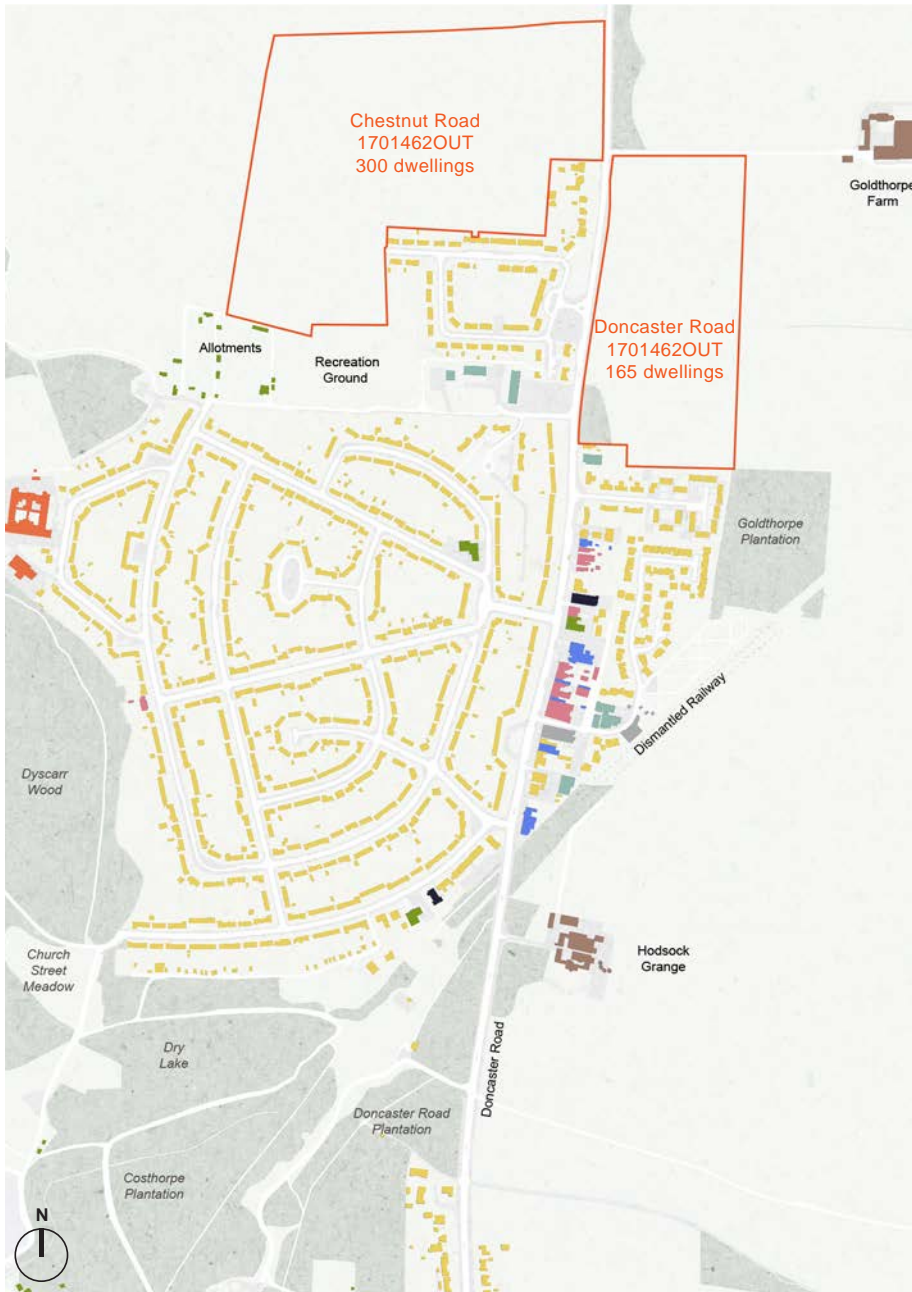 Chestnut Road
1701462OUT
300 dwellings
Goldthorpe
Farm
Doncaster Road
1701462OUT
165 dwellings
Allotments
Recreation
Ground
Goldthorpe
Plantation
Dismantled Railway
Dyscarr
Wood
Church
Street
Meadow
Hodsock
Grange
Dry
Lake
Doncaster Road
Doncaster Road
Plantation
Costhorpe
Plantation
N